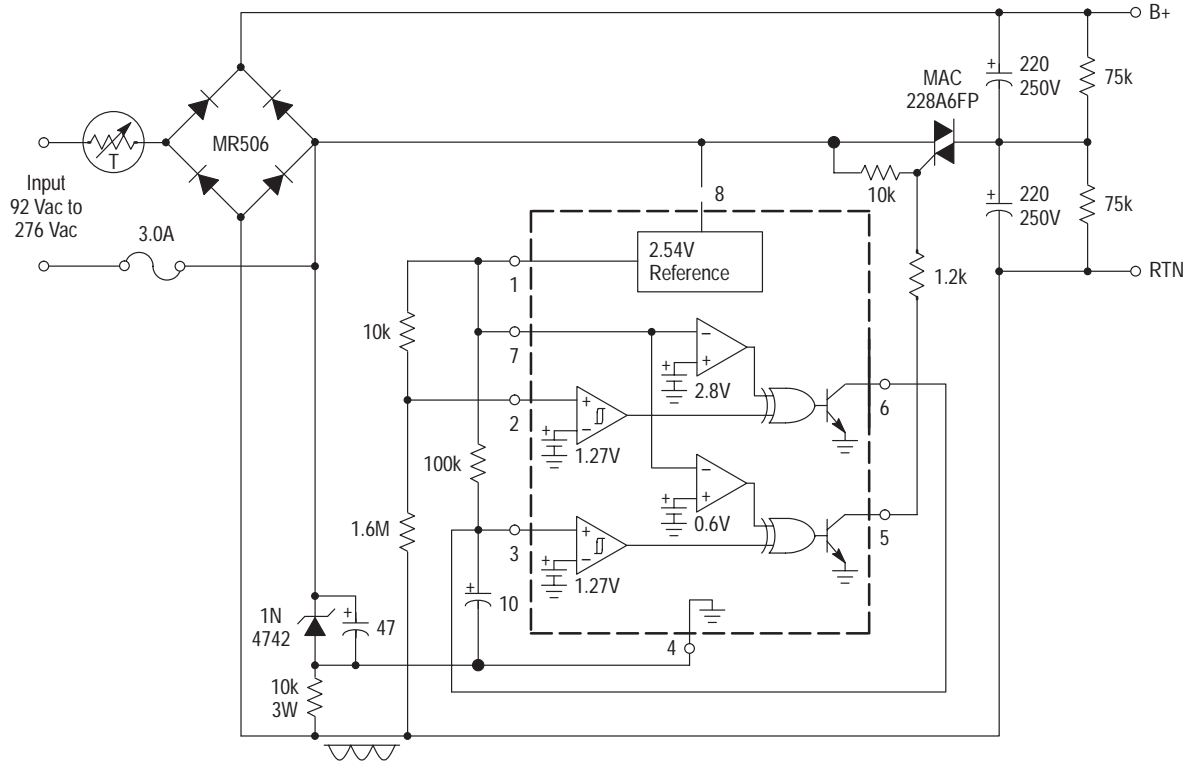 B+
220
250V
75k
MAC
228A6FP
MR506
T
Input
92 Vac to
276 Vac
10k
8
220
250V
75k
3.0A
2.54V
Reference
1
RTN
1.2k
10k
7
–
+
2.8V
6
2
+
–
1.27V
100k
–
+
0.6V
1.6M
3
+
–
1.27V
5
+
10
1N
4742
+
47
4
10k
3W